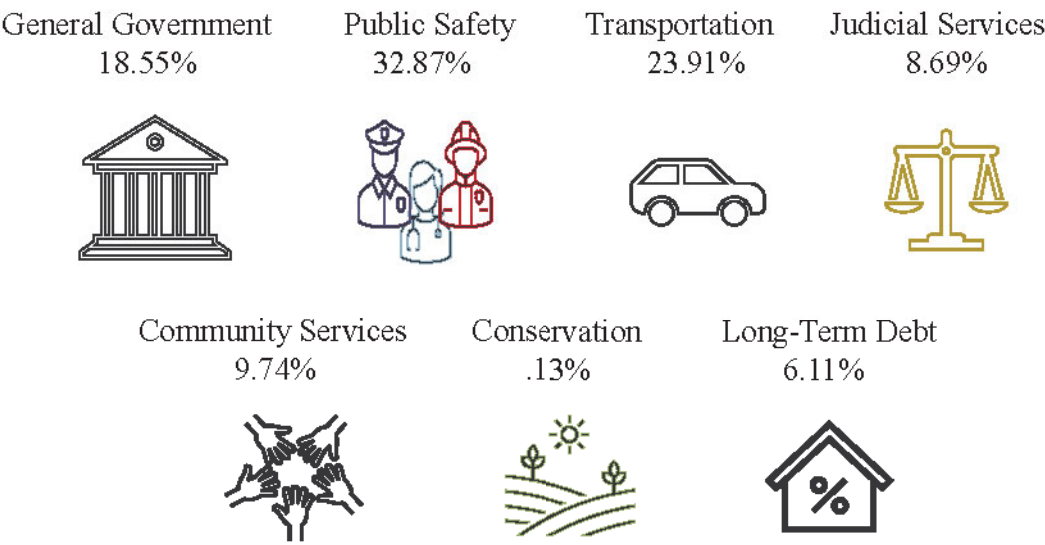 General Government
18.55%
Public Safety
32.87%
Transportation
23.91%
Judicial Services
8.69%
Community Services
9.74%
Conservation
.13%
Long-Term Debt
6.11%
%